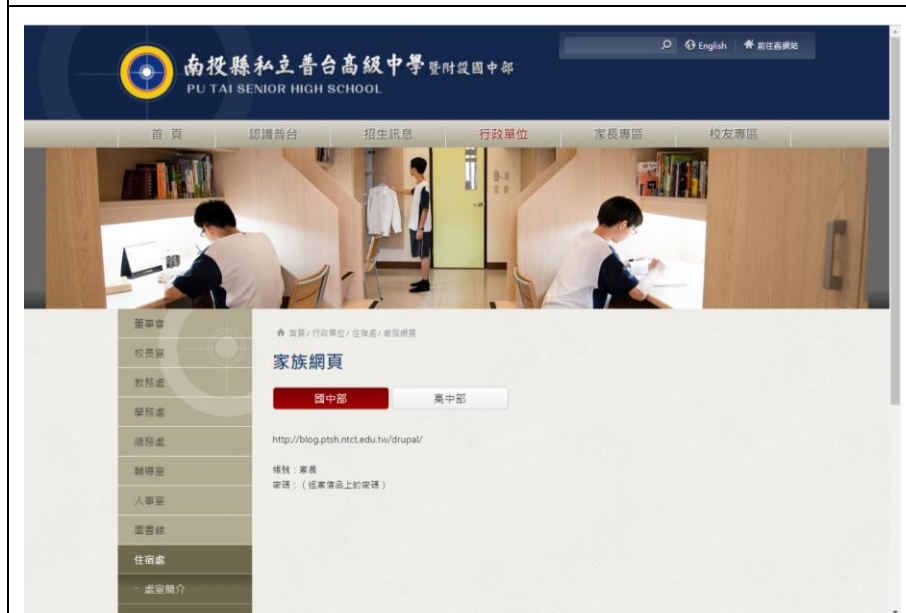 English 前往舊網站
南投縣私立普台高級中學暨附設國中部
PU TAI SENIOR HIGH SCHOOL
首頁 認識普台 招生訊息 行政單位 家長專區 校友專區
董事會
校長室
教務處
學務處
總務處
輔導室
人事室
圖書館
住宿處
- 處室簡介
首頁/ 行政單位/ 住宿處/ 家族網頁
家族網頁
國中部 高中部
http://blog.ptsh.ntct.edu.tw/drupal/
帳號：家長
密碼：（返家信函上的密碼）